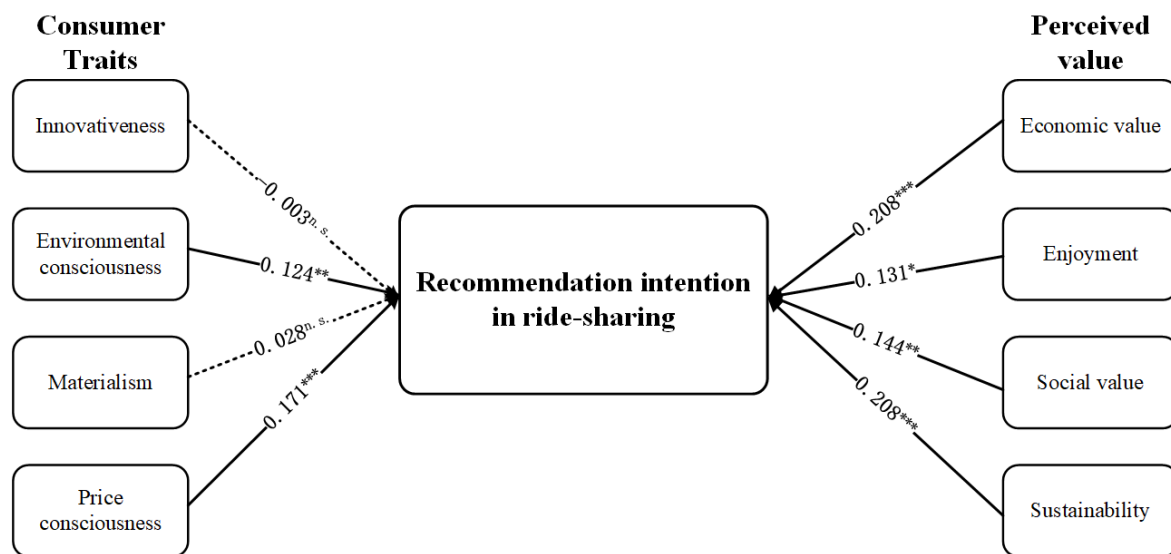 Consumer
Traits
Innovativeness
Environmental
consciousness
Materialism
Price
consciousness
-0.003n.s.
0.124**
0.028n.s.
0.171***
Recommendation intention
in ride-sharing
0.208***
0.131*
0.144**
0.208***
Perceived
value
Economic value
Enjoyment
Social value
Sustainability